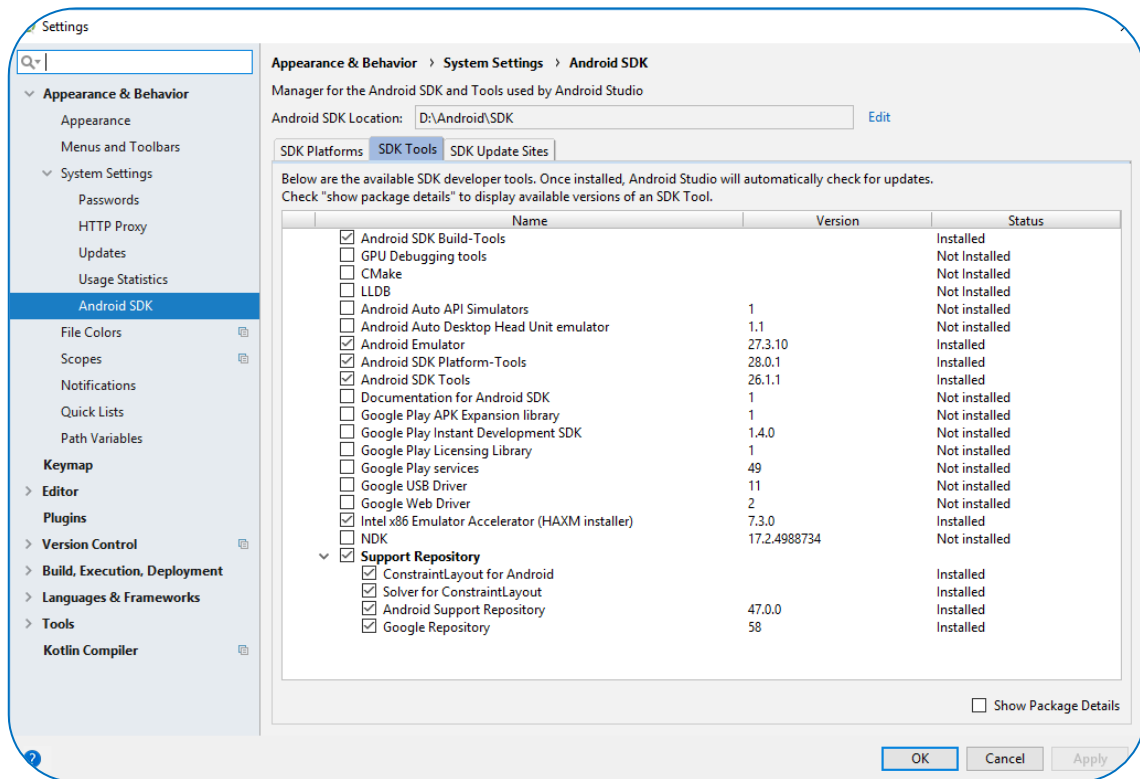 Settings
Appearance & Behavior
Appearance
Menus and Toolbars
System Settings
Passwords
HTTP Proxy
Updates
Usage Statistics
Android SDK
File Colors
Scopes
Notifications
Quick Lists
Path Variables
Keymap
Editor
Plugins
Version Control
Build, Execution, Deployment
Languages & Frameworks
Tools
Kotlin Compiler
?
Appearance & Behavior > System Settings > Android SDK
Manager for the Android SDK and Tools used by Android Studio
Android SDK Location: D:\Android\SDK Edit
SDK Platforms SDK Tools SDK Update Sites
Below are the available SDK developer tools. Once installed, Android Studio will automatically check for updates.
Check "show package details" to display available versions of an SDK Tool.
Name Version Status
Android SDK Build-Tools Installed
GPU Debugging tools Not Installed
CMake Not Installed
LLDB Not Installed
Android Auto API Simulators 1 Not installed
Android Auto Desktop Head Unit emulator 1.1 Not installed
Android Emulator 27.3.10 Installed
Android SDK Platform-Tools 28.0.1 Installed
Android SDK Tools 26.1.1 Installed
Documentation for Android SDK 1 Not installed
Google Play APK Expansion library 1 Not installed
Google Play Instant Development SDK 1.4.0 Not installed
Google Play Licensing Library 1 Not installed
Google Play services 49 Not installed
Google USB Driver 11 Not installed
Google Web Driver 2 Not installed
Intel x86 Emulator Accelerator (HAXM installer) 7.3.0 Installed
NDK 17.2.4988734 Not installed
Support Repository
ConstraintLayout for Android Installed
Solver for ConstraintLayout Installed
Android Support Repository 47.0.0 Installed
Google Repository 58 Installed
Show Package Details
OK Cancel Apply